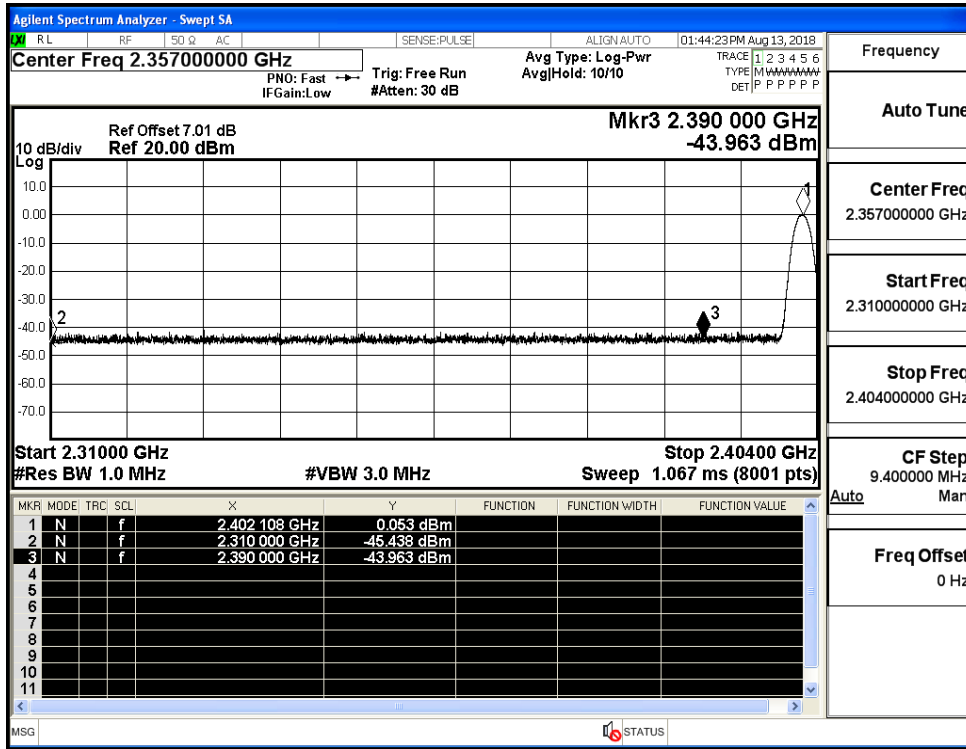 Agilent Spectrum Analyzer - Swept SA
LXI RL RF 50 Ω AC SENSE:PULSE ALIGN AUTO 01:44:23 PM Aug 13, 2018
Center Freq 2.357000000 GHz
PNO: Fast
IFGain:Low
Trig: Free Run
#Atten: 30 dB
Avg Type: Log-Pwr
Avg|Hold: 10/10
TRACE 1 2 3 4 5 6
TYPE M WWWWW
DET P P P P P P
Ref Offset 7.01 dB
10 dB/div Ref 20.00 dBm
Log
Mkr3 2.390 000 GHz
-43.963 dBm
10.0
0.00
-10.0
-20.0
-30.0
-40.0
-50.0
-60.0
-70.0
1
2
3
Start 2.31000 GHz Stop 2.40400 GHz
#Res BW 1.0 MHz #VBW 3.0 MHz Sweep 1.067 ms (8001 pts)
MKR MODE TRC SCL X Y FUNCTION FUNCTION WIDTH FUNCTION VALUE
1 N f 2.402 108 GHz 0.053 dBm
2 N f 2.310 000 GHz -45.438 dBm
3 N f 2.390 000 GHz -43.963 dBm
4
5
6
7
8
9
10
11
MSG STATUS
Frequency
Auto Tune
Center Freq
2.357000000 GHz
Start Freq
2.310000000 GHz
Stop Freq
2.404000000 GHz
CF Step
9.400000 MHz
Auto Man
Freq Offset
0 Hz